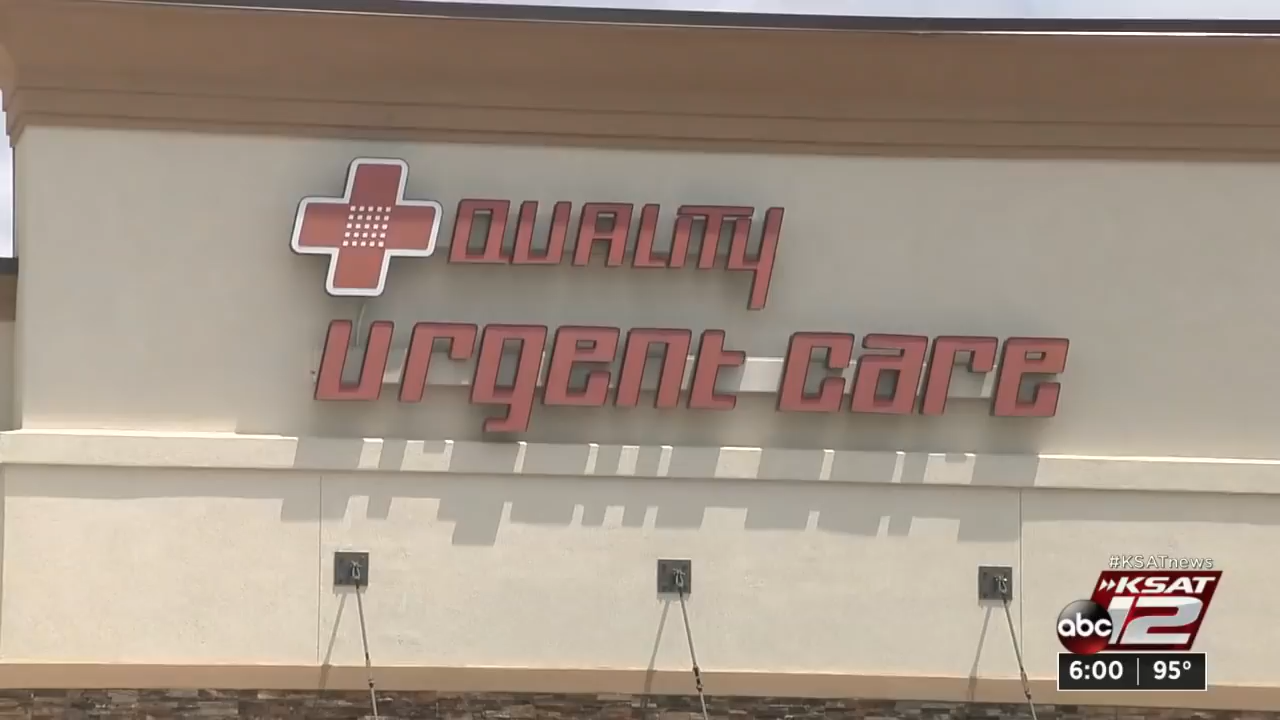 QUALITY
urgent care
#KSATnews
KSAT
abc 12
6:00 95°